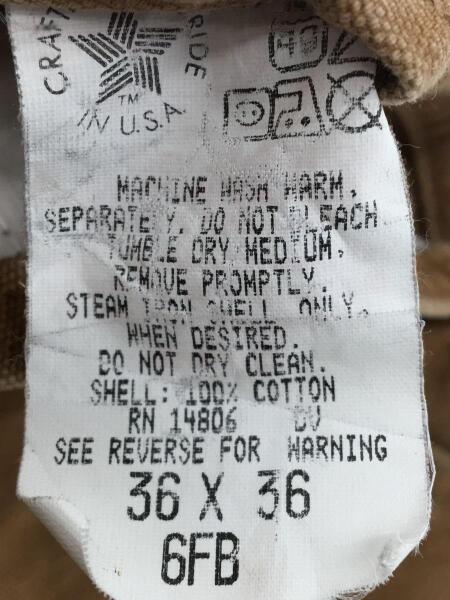 CRAFTED
PRIDE
TM
IN U.S.A.
MACHINE WASH WARM,
SEPARATELY. DO NOT BLEACH
TUMBLE DRY MEDIUM,
REMOVE PROMPTLY.
STEAM IRON SHELL ONLY,
WHEN DESIRED.
DO NOT DRY CLEAN.
SHELL: 100% COTTON
RN 14806 DV
SEE REVERSE FOR WARNING
36 X 36
6FB